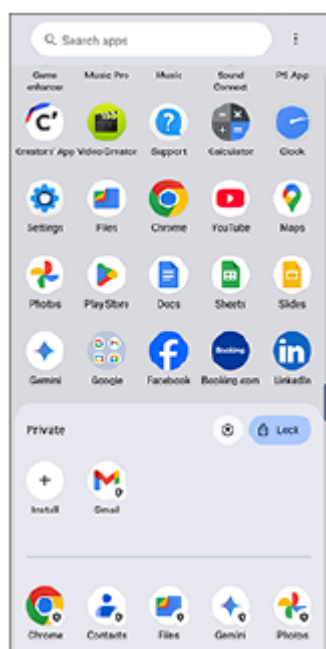 Search apps
Game enhancer Music Pro Music Sound Connect PS App
Creators' App Video Creator Support Calculator Clock
Settings Files Chrome YouTube Maps
Photos Play Store Docs Sheets Slides
Booking
Gemini Google Facebook Booking.com LinkedIn
Private Lock
Install Gmail
Chrome Contacts Files Gemini Photos